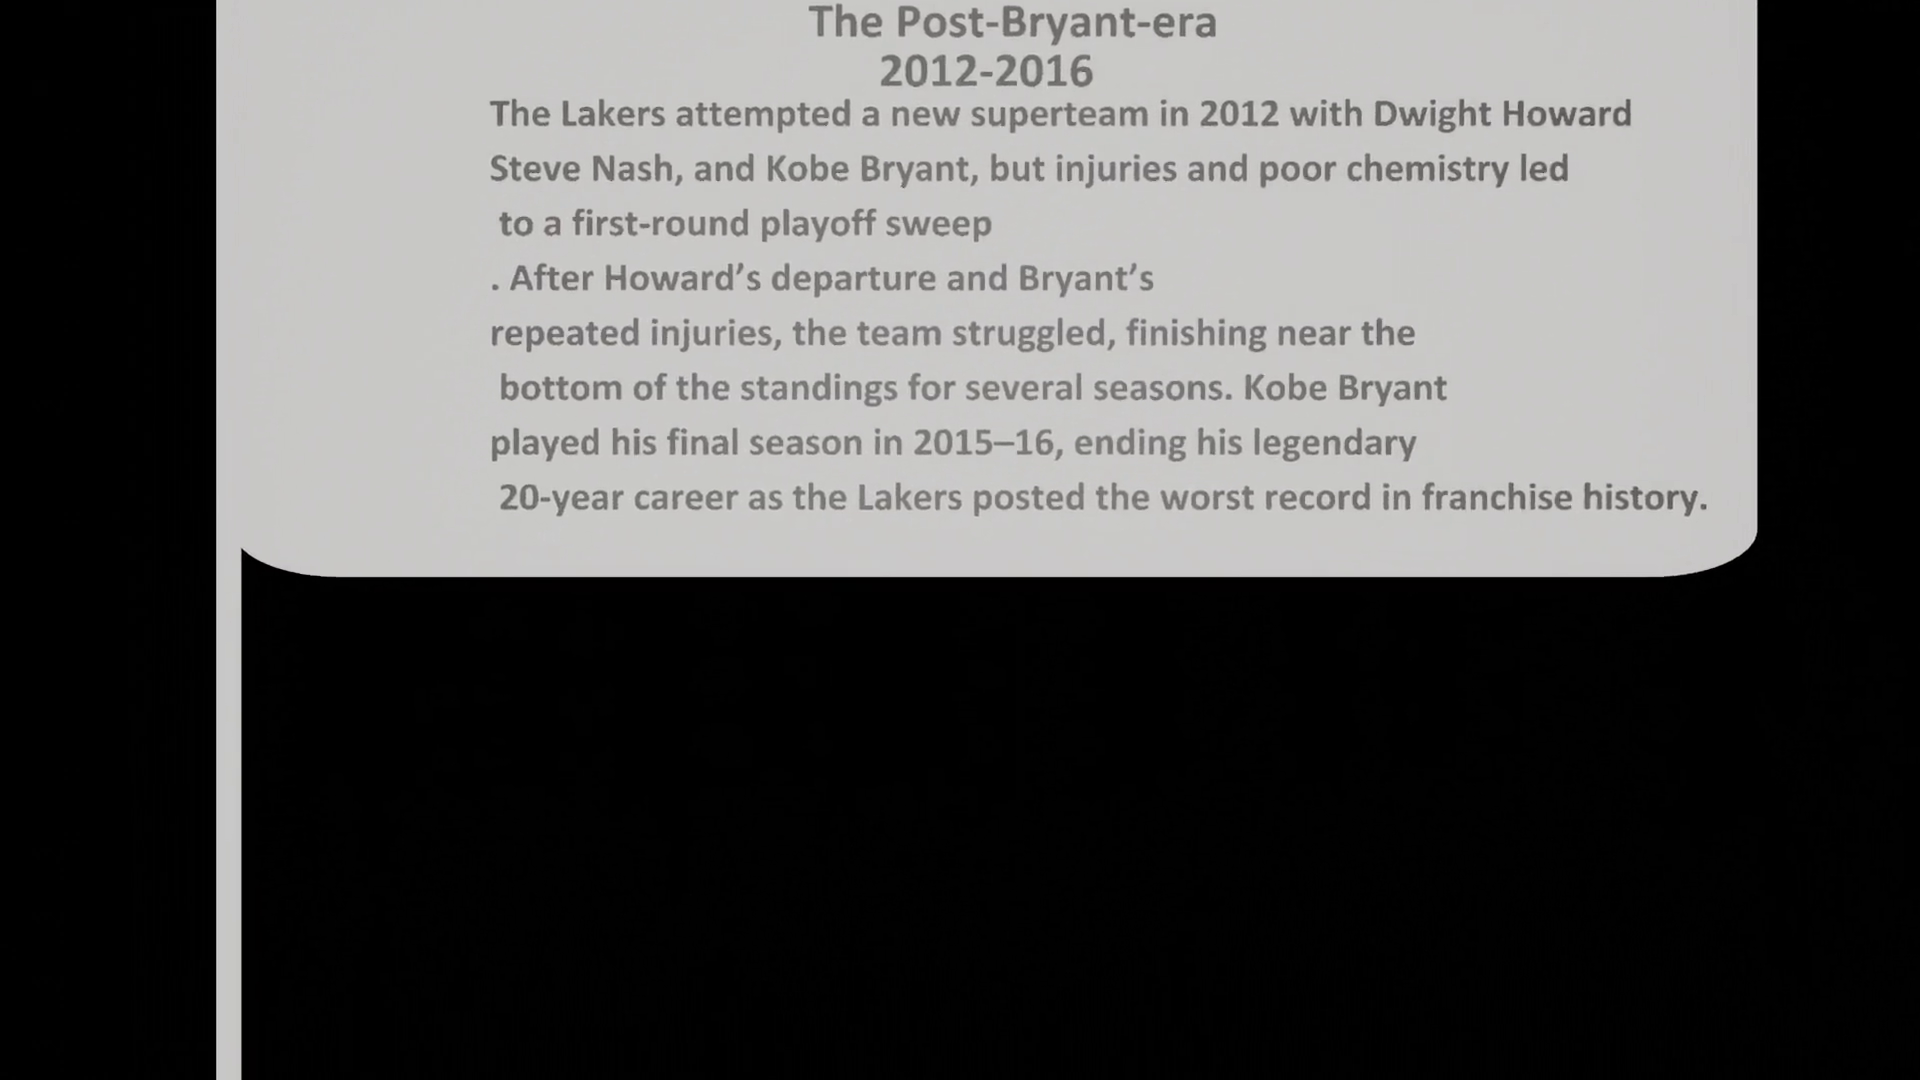 The Post-Bryant-era
2012-2016
The Lakers attempted a new superteam in 2012 with Dwight Howard
Steve Nash, and Kobe Bryant, but injuries and poor chemistry led
to a first-round playoff sweep
. After Howard’s departure and Bryant’s
repeated injuries, the team struggled, finishing near the
bottom of the standings for several seasons. Kobe Bryant
played his final season in 2015–16, ending his legendary
20-year career as the Lakers posted the worst record in franchise history.